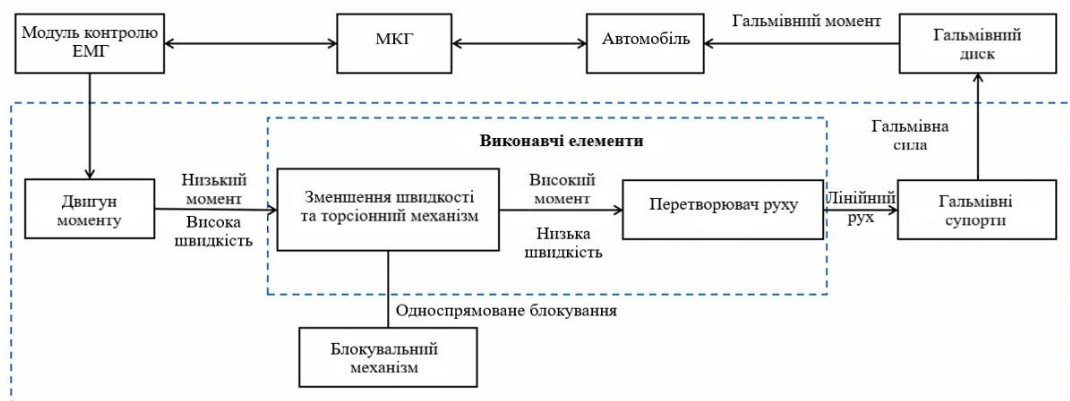 Модуль контролю
ЕМГ
МКГ
Автомобіль
Гальмівний момент
Гальмівний
диск
Виконавчі елементи
Гальмівна
сила
Двигун
моменту
Низький
момент
Висока
швидкість
Зменшення швидкості
та торсіонний механізм
Високий
момент
Низька
швидкість
Перетворювач руху
Лінійний
рух
Гальмівні
супорти
Односпрямоване блокування
Блокувальний
механізм